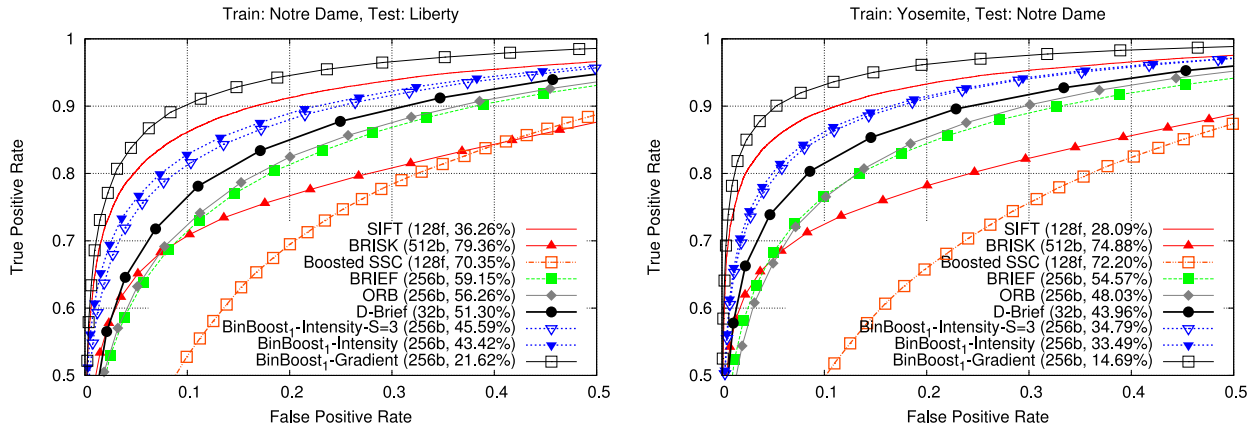 Train: Notre Dame, Test: Liberty
True Positive Rate
1
0.9
0.8
0.7
0.6
0.5
SIFT (128f, 36.26%)
BRISK (512b, 79.36%)
Boosted SSC (128f, 70.35%)
BRIEF (256b, 59.15%)
ORB (256b, 56.26%)
D-Brief (32b, 51.30%)
BinBoost1-Intensity-S=3 (256b, 45.59%)
BinBoost1-Intensity (256b, 43.42%)
BinBoost1-Gradient (256b, 21.62%)
0 0.1 0.2 0.3 0.4 0.5
False Positive Rate
Train: Yosemite, Test: Notre Dame
True Positive Rate
1
0.9
0.8
0.7
0.6
0.5
SIFT (128f, 28.09%)
BRISK (512b, 74.88%)
Boosted SSC (128f, 72.20%)
BRIEF (256b, 54.57%)
ORB (256b, 48.03%)
D-Brief (32b, 43.96%)
BinBoost1-Intensity-S=3 (256b, 34.79%)
BinBoost1-Intensity (256b, 33.49%)
BinBoost1-Gradient (256b, 14.69%)
0 0.1 0.2 0.3 0.4 0.5
False Positive Rate